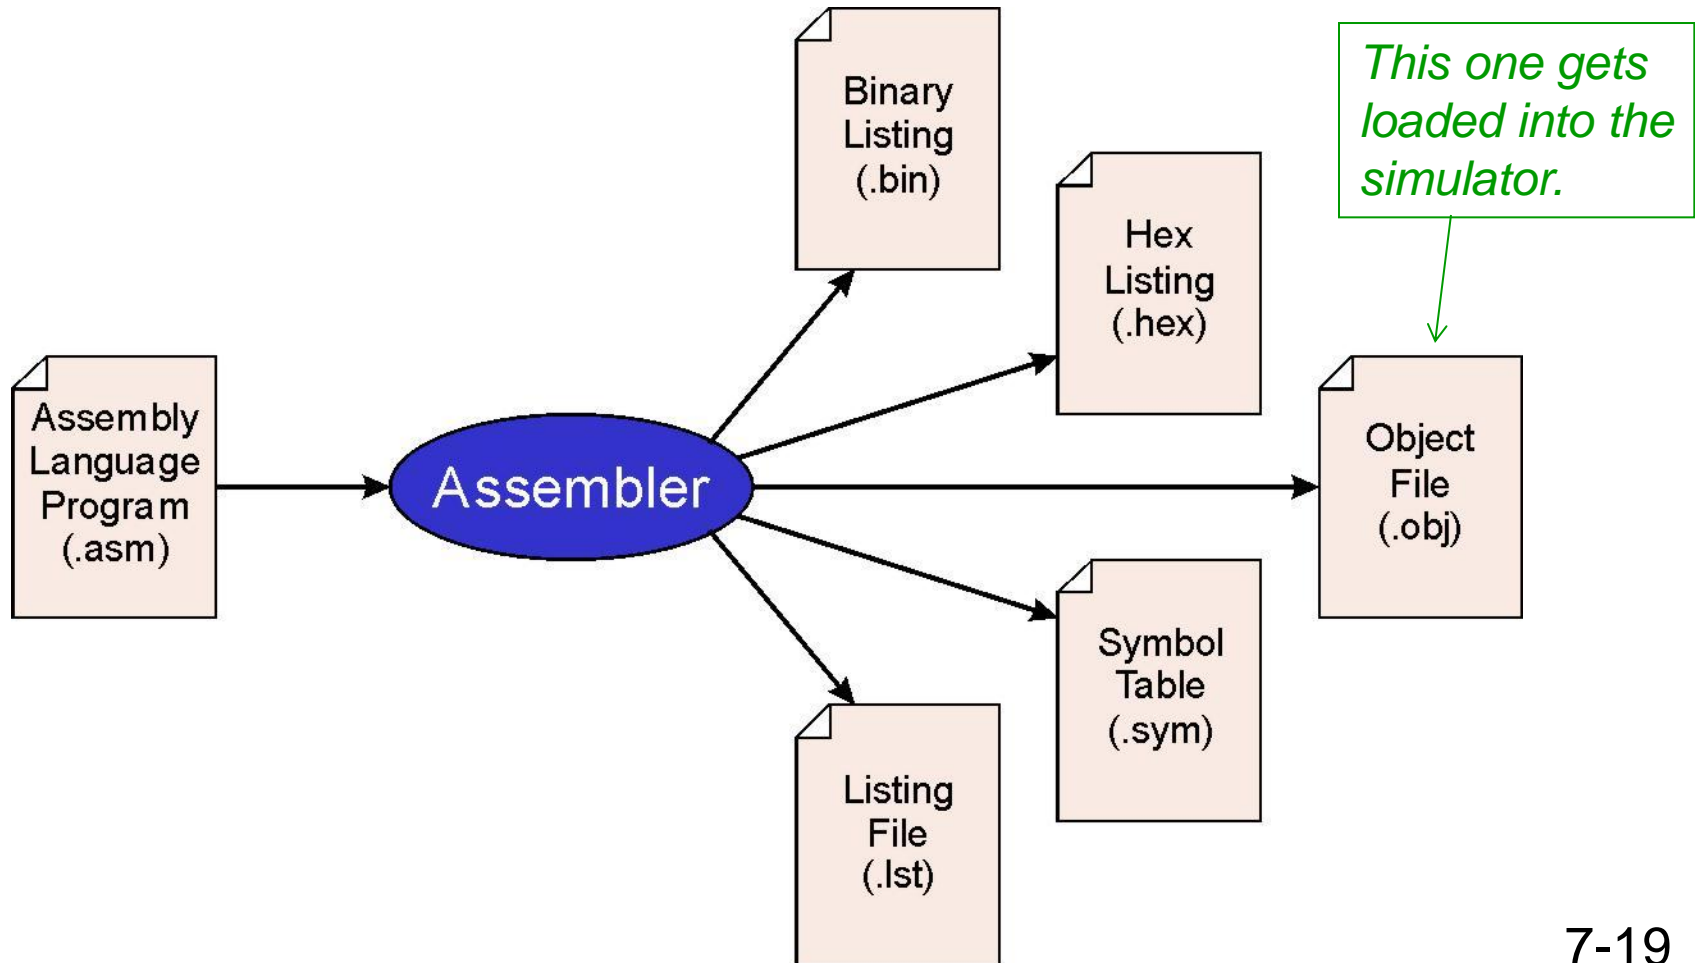 Binary
Listing
(.bin)
This one gets
loaded into the
simulator.
Hex
Listing
(.hex)
Assembly
Language
Program
(.asm)
Assembler
Object
File
(.obj)
Symbol
Table
(.sym)
Listing
File
(.lst)
7-19